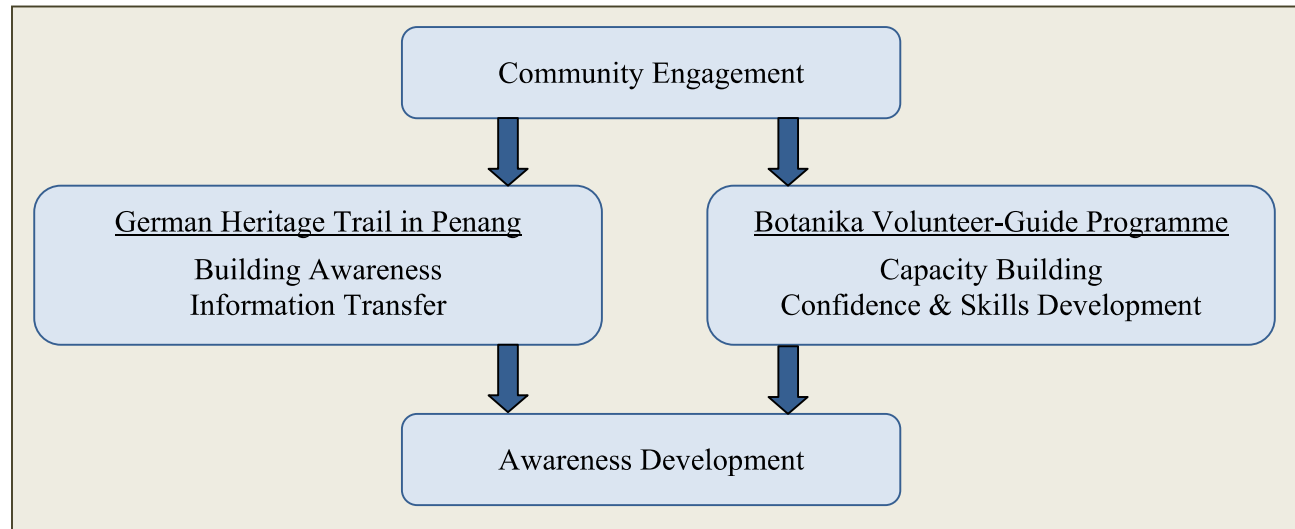 Community Engagement
German Heritage Trail in Penang
Building Awareness
Information Transfer
Botanika Volunteer-Guide Programme
Capacity Building
Confidence & Skills Development
Awareness Development